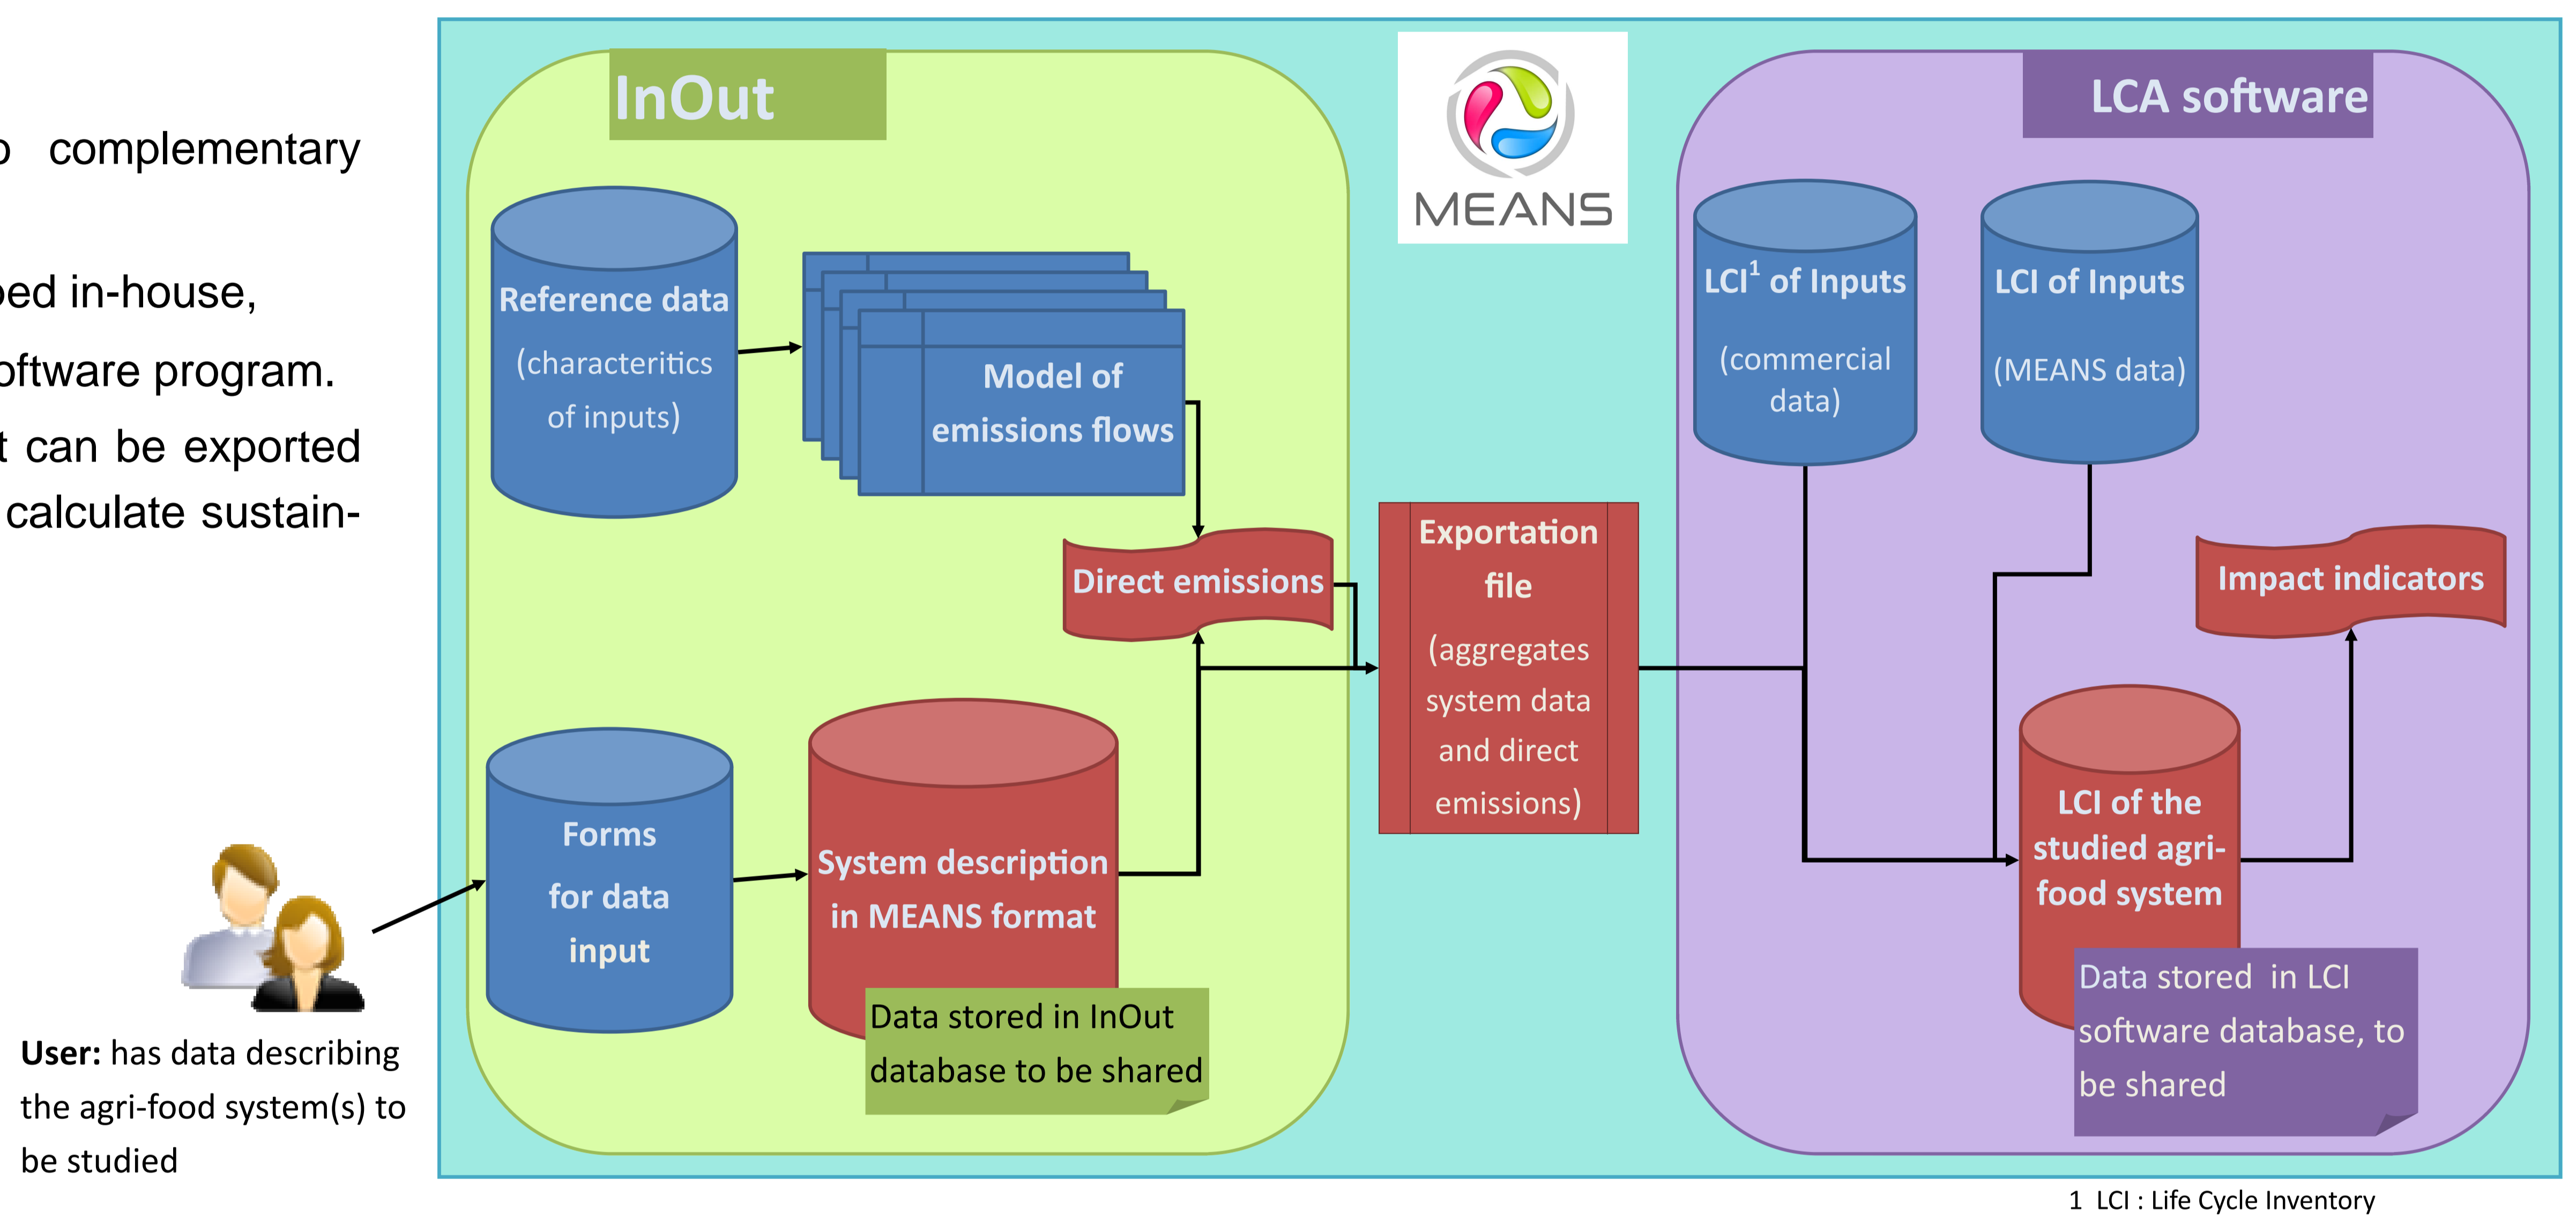 complementary
in-house,
software program.
can be exported
calculate sustain-
InOut
Reference data
(characteritics
of inputs)
Model of
emissions flows
Direct emissions
Forms
for data
input
System description
in MEANS format
Data stored in InOut
database to be shared
User: has data describing
the agri-food system(s) to
be studied
MEANS
Exportation
file
(aggregates
system data
and direct
emissions)
LCA software
LCI¹ of Inputs
(commercial
data)
LCI of Inputs
(MEANS data)
Impact indicators
LCI of the
studied agri-
food system
Data stored in LCI
software database, to
be shared
1 LCI : Life Cycle Inventory